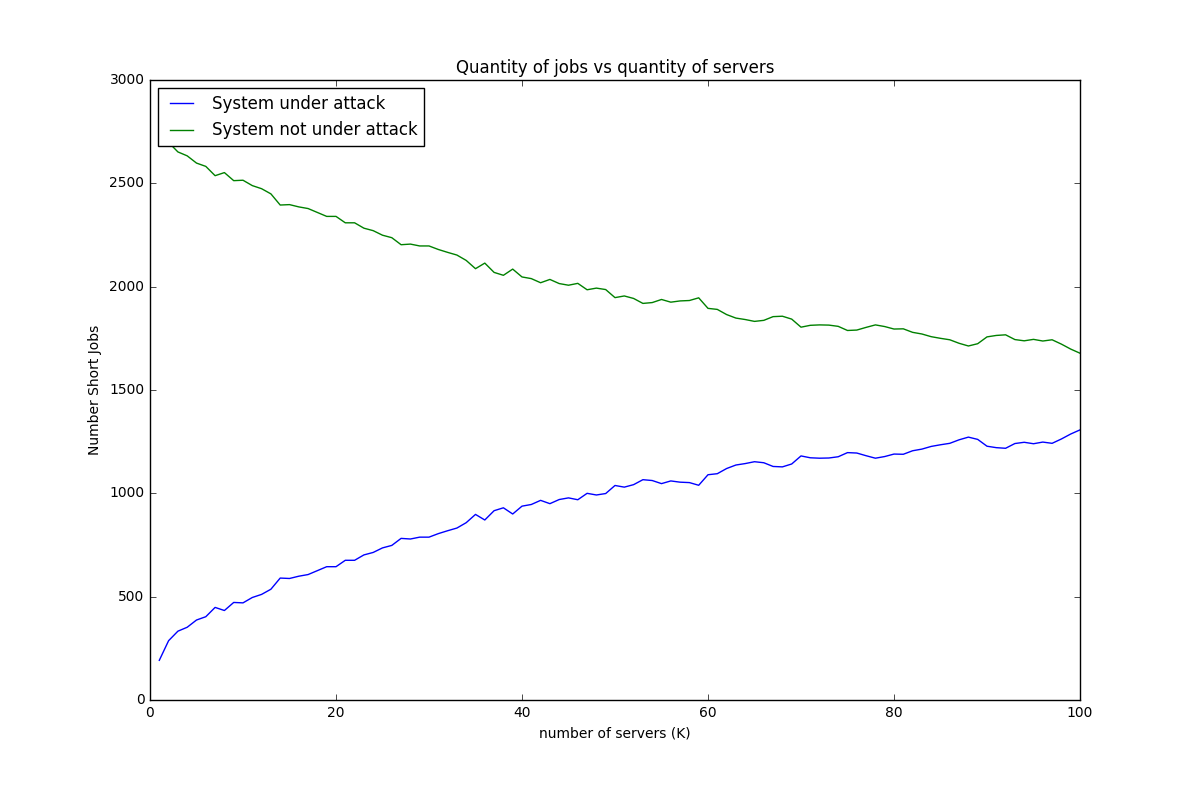 Quantity of jobs vs quantity of servers
3000
System under attack
System not under attack
2500
2000
1500
1000
500
0
Number Short Jobs
0 20 40 60 80 100
number of servers (K)